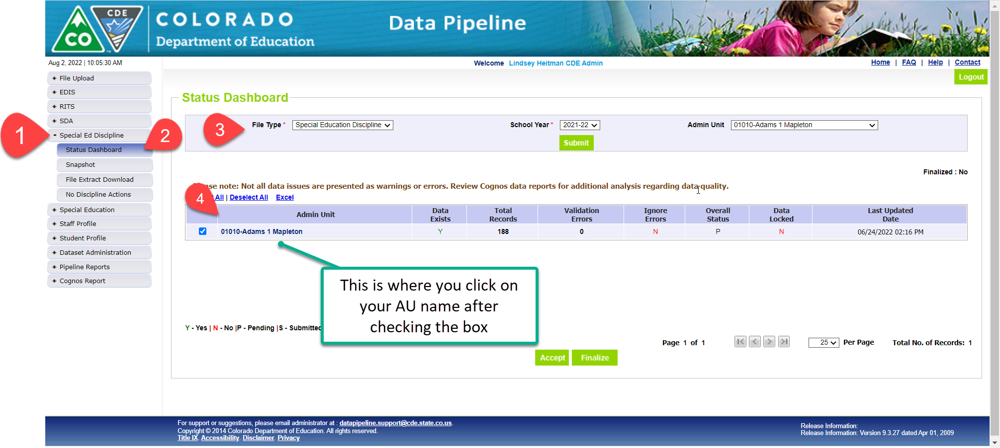 CDE
CO
COLORADO
Department of Education
Data Pipeline
Aug 2, 2022 | 10:05:30 AM
Welcome Lindsey Heitman CDE Admin
Home | FAQ | Help | Contact
Logout
+ File Upload
+ EDIS
+ RITS
+ SDA
- Special Ed Discipline
Status Dashboard
Snapshot
File Extract Download
No Discipline Actions
+ Special Education
+ Staff Profile
+ Student Profile
+ Dataset Administration
+ Pipeline Reports
+ Cognos Report
1
2
3
4
Status Dashboard
File Type * Special Education Discipline
School Year * 2021-22
Admin Unit 01010-Adams 1 Mapleton
Submit
Finalized : No
se note: Not all data issues are presented as warnings or errors. Review Cognos data reports for additional analysis regarding data quality.
All | Deselect All Excel
Admin Unit
Data Exists
Total Records
Validation Errors
Ignore Errors
Overall Status
Data Locked
Last Updated Date
01010-Adams 1 Mapleton Y 188 0 N P N 06/24/2022 02:16 PM
This is where you click on
your AU name after
checking the box
Y - Yes | N - No |P - Pending |S - Submitted
Page 1 of 1
25 Per Page
Total No. of Records: 1
Accept
Finalize
For support or suggestions, please email administrator at : datapipeline.support@cde.state.co.us.
Copyright © 2014 Colorado Department of Education. All rights reserved.
Title IX. Accessibility. Disclaimer. Privacy
Release Information:
Release Information: Version 9.3.27 dated Apr 01, 2009